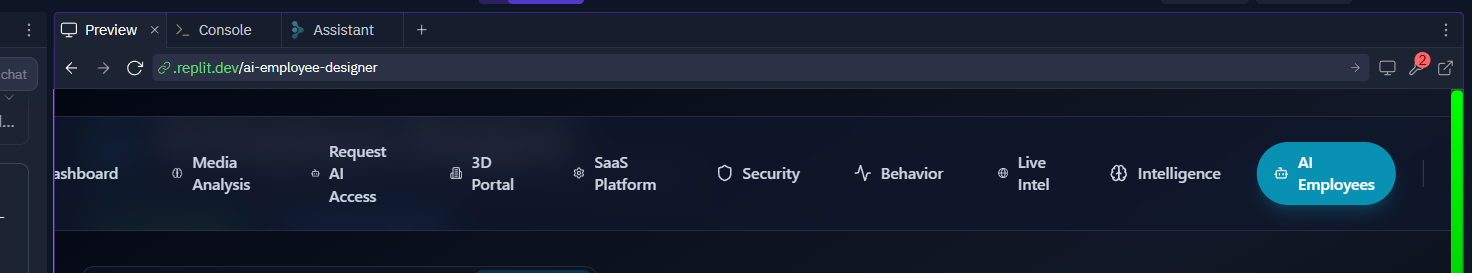 Preview
Console
Assistant
chat
.replit.dev/ai-employee-designer
2
ashboard
Media
Analysis
Request
AI
Access
3D
Portal
SaaS
Platform
Security
Behavior
Live
Intel
Intelligence
AI
Employees